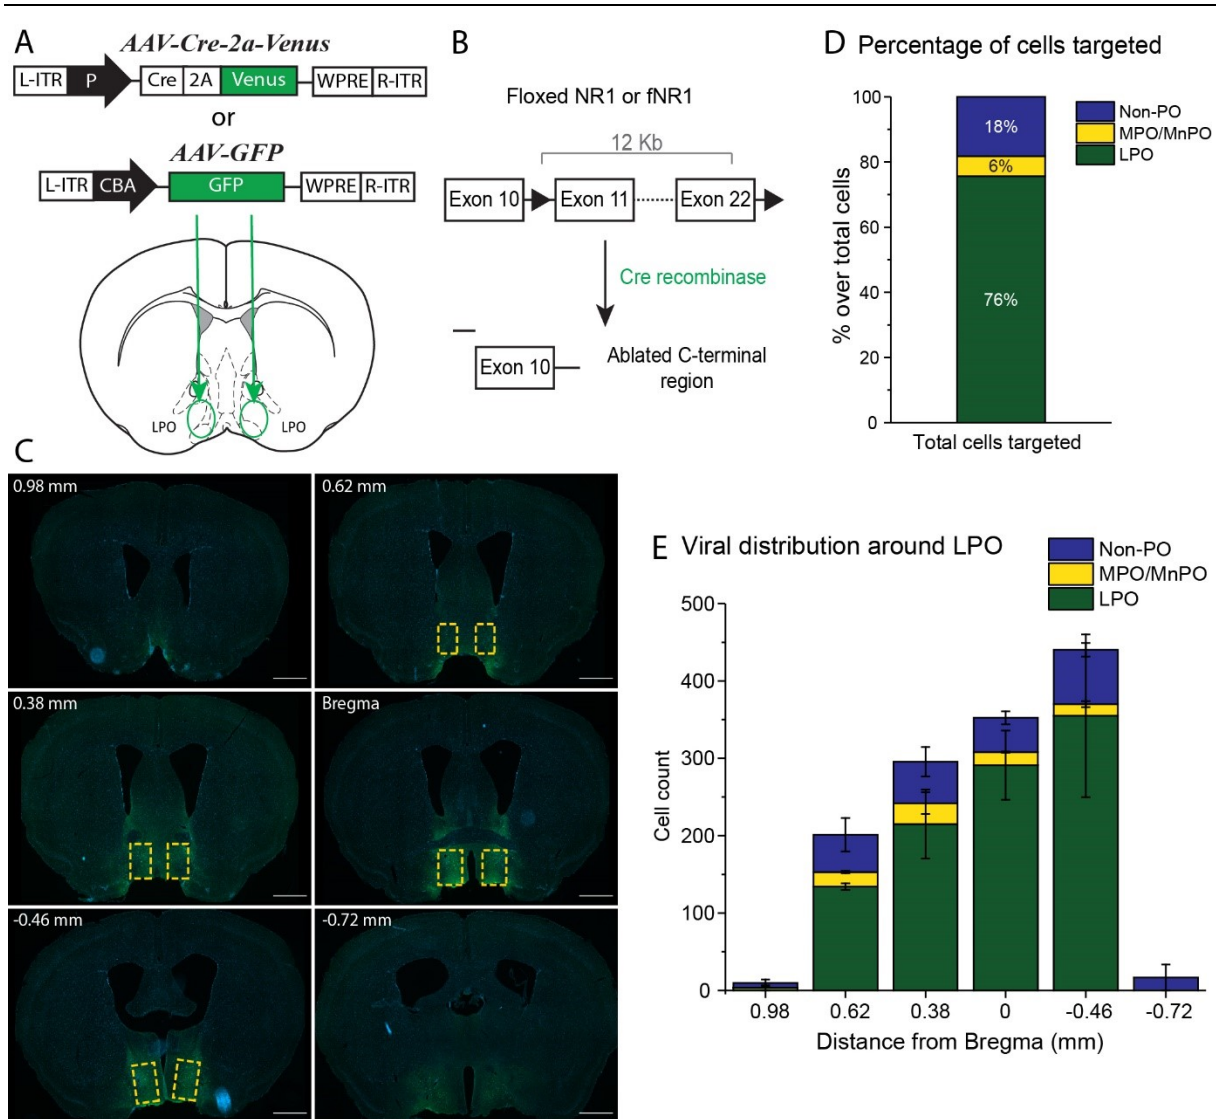 A
AAV-Cre-2a-Venus
L-ITR P Cre 2A Venus WPRE R-ITR
or
AAV-GFP
L-ITR CBA GFP WPRE R-ITR
LPO LPO
B
Floxed NR1 or fNR1
12 Kb
Exon 10 Exon 11 Exon 22
Cre recombinase
Exon 10
Ablated C-terminal
region
C
0.98 mm
0.62 mm
0.38 mm
Bregma
-0.46 mm
-0.72 mm
D Percentage of cells targeted
% over total cells
100
80
60
40
20
0
18%
6%
76%
Total cells targeted
Non-PO
MPO/MnPO
LPO
E Viral distribution around LPO
Non-PO
MPO/MnPO
LPO
Cell count
500
400
300
200
100
0
0.98 0.62 0.38 0 -0.46 -0.72
Distance from Bregma (mm)